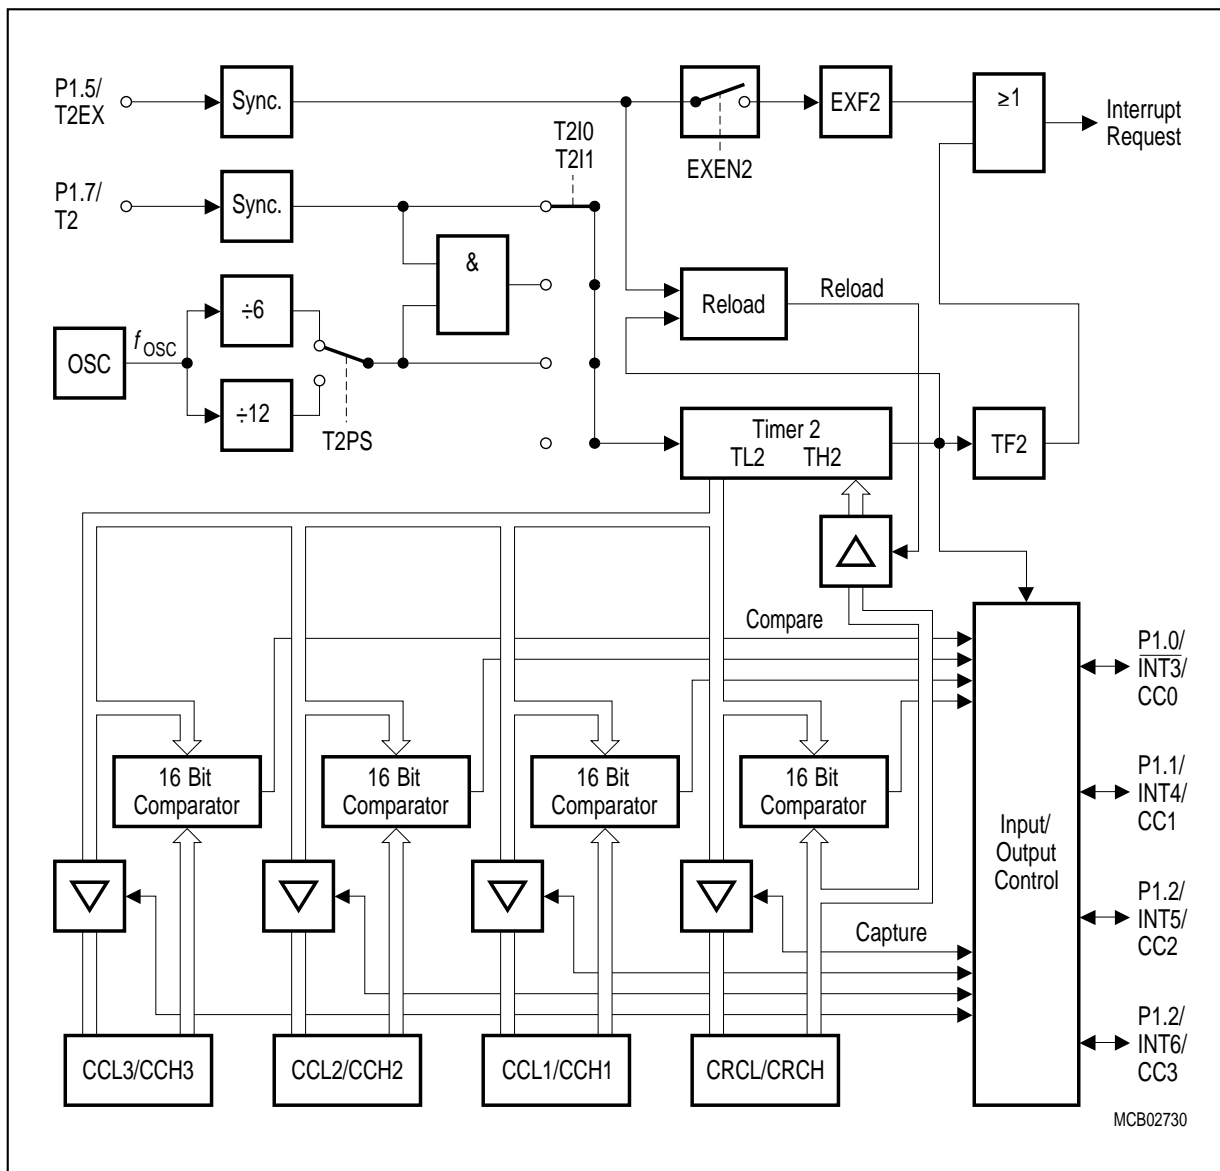 P1.5/
T2EX
Sync.
EXEN2
EXF2
≥1
Interrupt
Request
T2I0
T2I1
P1.7/
T2
Sync.
&
OSC
fOSC
÷6
÷12
T2PS
Reload
Reload
Timer 2
TL2 TH2
TF2
Compare
16 Bit
Comparator
16 Bit
Comparator
16 Bit
Comparator
16 Bit
Comparator
Capture
CCL3/CCH3
CCL2/CCH2
CCL1/CCH1
CRCL/CRCH
Input/
Output
Control
P1.0/
INT3/
CC0
P1.1/
INT4/
CC1
P1.2/
INT5/
CC2
P1.2/
INT6/
CC3
MCB02730